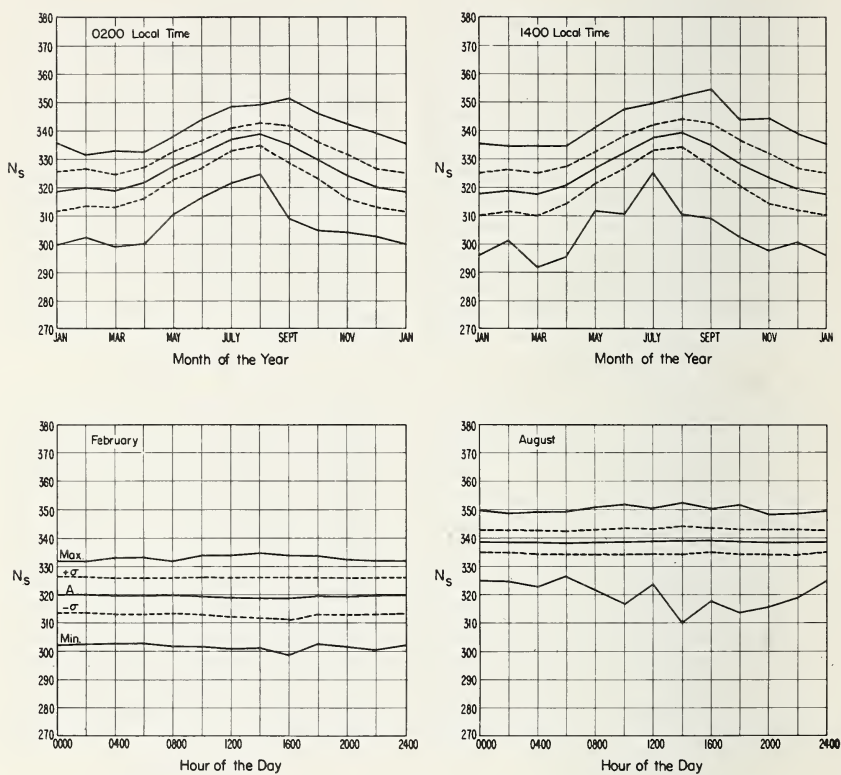 0200 Local Time
Ns
380
370
360
350
340
330
320
310
300
290
280
270
JAN MAR MAY JULY SEPT NOV JAN
Month of the Year
1400 Local Time
Ns
380
370
360
350
340
330
320
310
300
290
280
270
JAN MAR MAY JULY SEPT NOV JAN
Month of the Year
February
Ns
380
370
360
350
340
330
320
310
300
290
280
270
Max
+σ
A
-σ
Min.
0000 0400 0800 1200 1600 2000 2400
Hour of the Day
August
Ns
380
370
360
350
340
330
320
310
300
290
280
270
0000 0400 0800 1200 1600 2000 2400
Hour of the Day